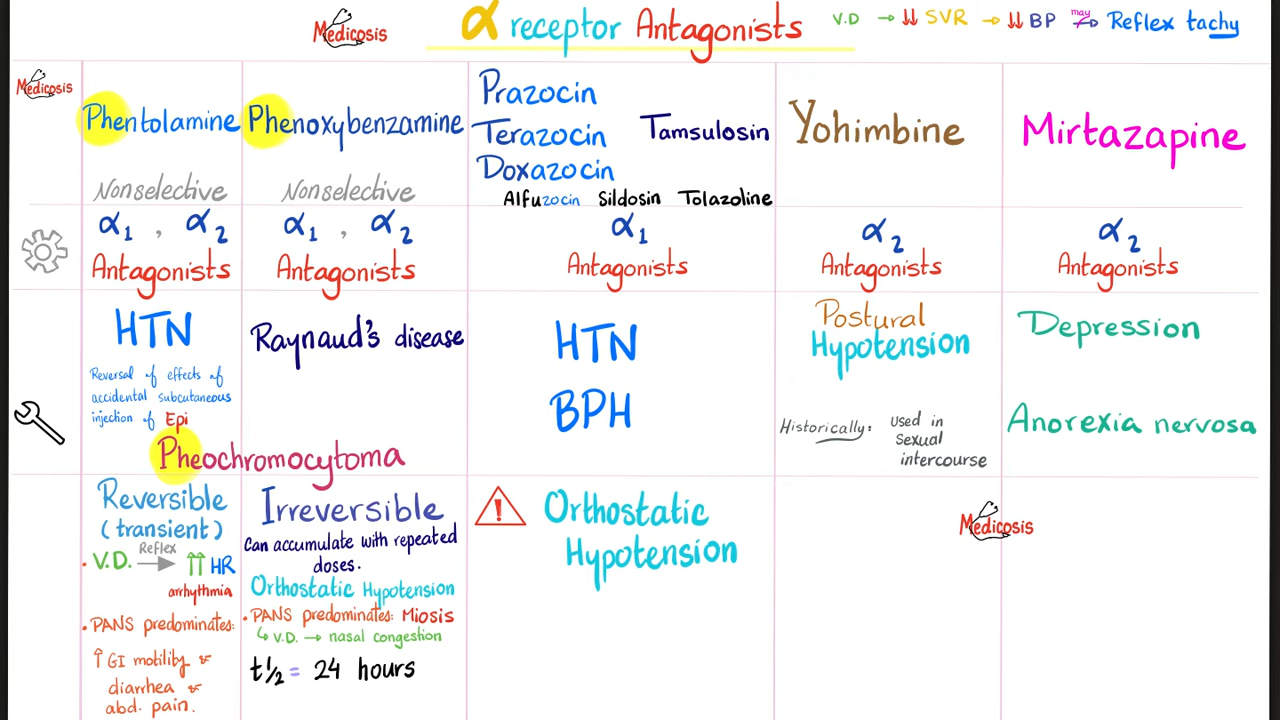 Medicosis
α receptor Antagonists
V.D → ↓↓ SVR → ↓↓ BP may → Reflex tachy
Medicosis
Phentolamine
Nonselective
Phenoxybenzamine
Nonselective
Prazocin
Terazocin
Tamsulosin
Doxazocin
Alfuzocin Sildosin Tolazoline
Yohimbine
Mirtazapine
α1 , α2
Antagonists
α1 , α2
Antagonists
α1
Antagonists
α2
Antagonists
α2
Antagonists
HTN
Reversal of effects of
accidental subcutaneous
injection of Epi
Raynaud's disease
Pheochromocytoma
HTN
BPH
Postural
Hypotension
Historically: used in
sexual
intercourse
Depression
Anorexia nervosa
Reversible
(transient)
• V.D. Reflex → ↑↑ HR
arrhythmia
• PANS predominates:
↑ GI motility &
diarrhea &
abd. pain.
Irreversible
Can accumulate with repeated
doses.
Orthostatic Hypotension
• PANS predominates: Miosis
↳ V.D. → nasal congestion
t1/2 = 24 hours
! Orthostatic
Hypotension
Medicosis